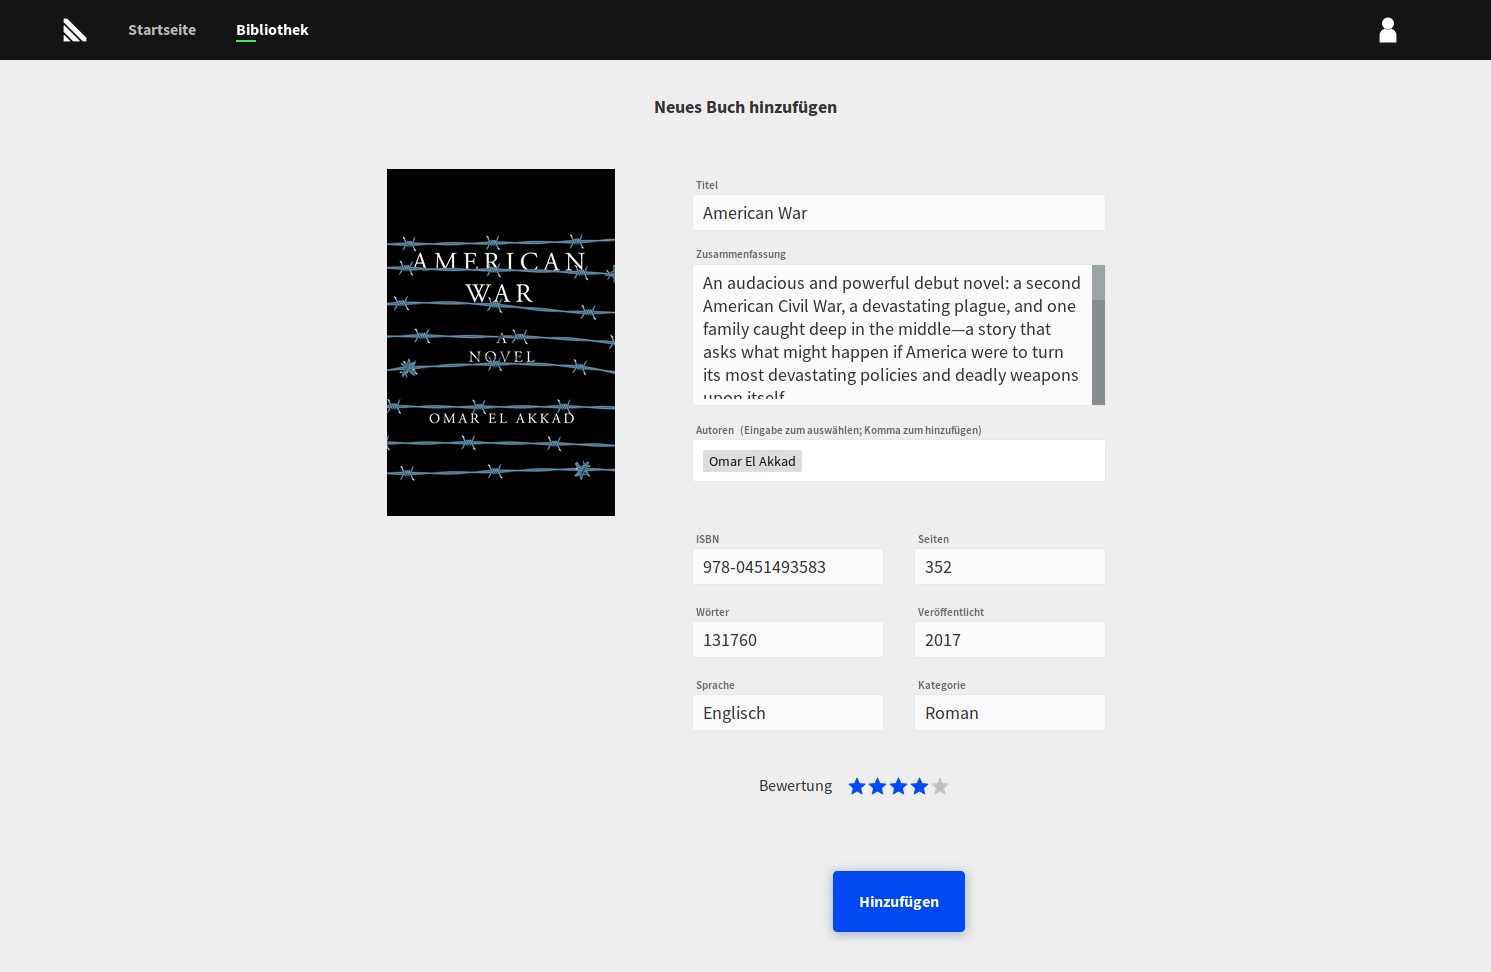 Startseite
Bibliothek
Neues Buch hinzufügen
AMERICAN
WAR
A
NOVEL
OMAR EL AKKAD
Titel
American War
Zusammenfassung
An audacious and powerful debut novel: a second
American Civil War, a devastating plague, and one
family caught deep in the middle—a story that
asks what might happen if America were to turn
its most devastating policies and deadly weapons
upon itself
Autoren (Eingabe zum auswählen; Komma zum hinzufügen)
Omar El Akkad
ISBN
Seiten
978-0451493583
352
Wörter
Veröffentlicht
131760
2017
Sprache
Kategorie
Englisch
Roman
Bewertung
Hinzufügen